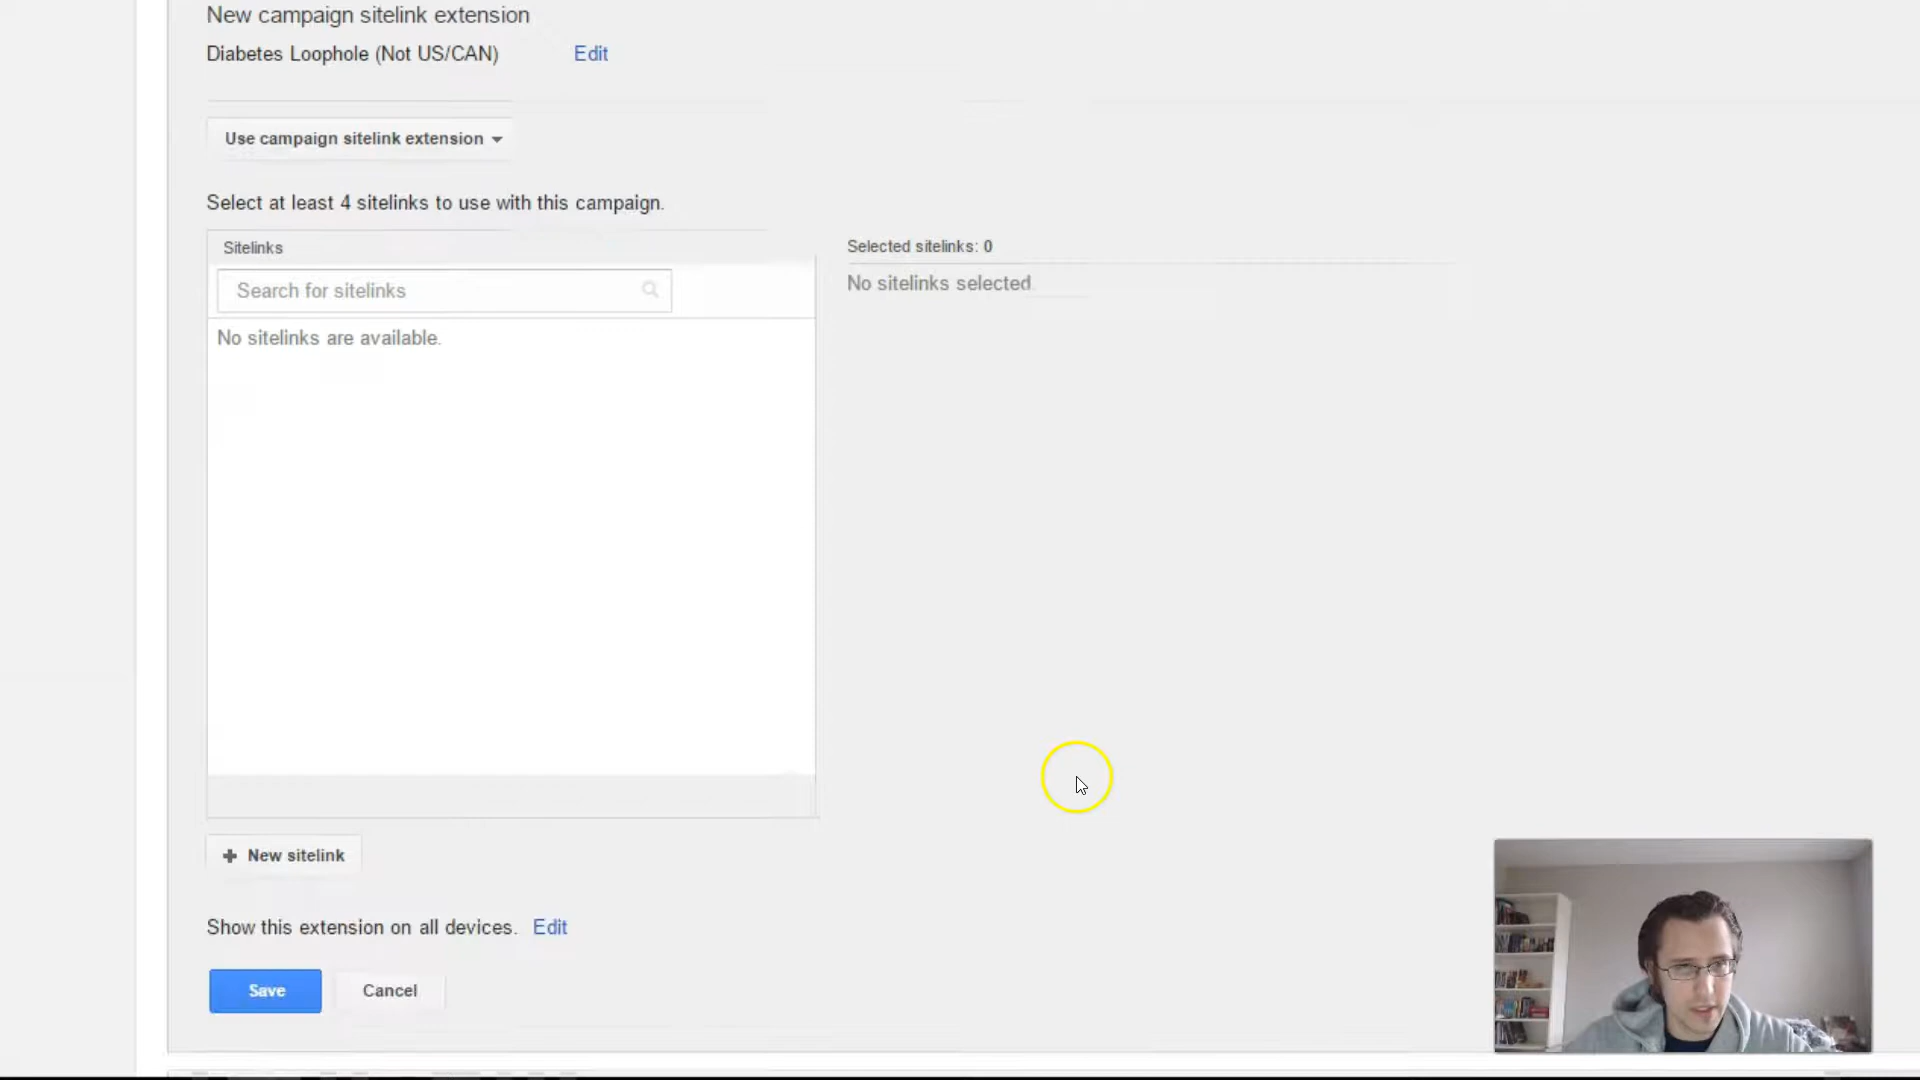 New campaign sitelink extension
Diabetes Loophole (Not US/CAN) Edit
Use campaign sitelink extension
Select at least 4 sitelinks to use with this campaign.
Sitelinks
Search for sitelinks
No sitelinks are available.
Selected sitelinks: 0
No sitelinks selected
+ New sitelink
Show this extension on all devices. Edit
Save Cancel